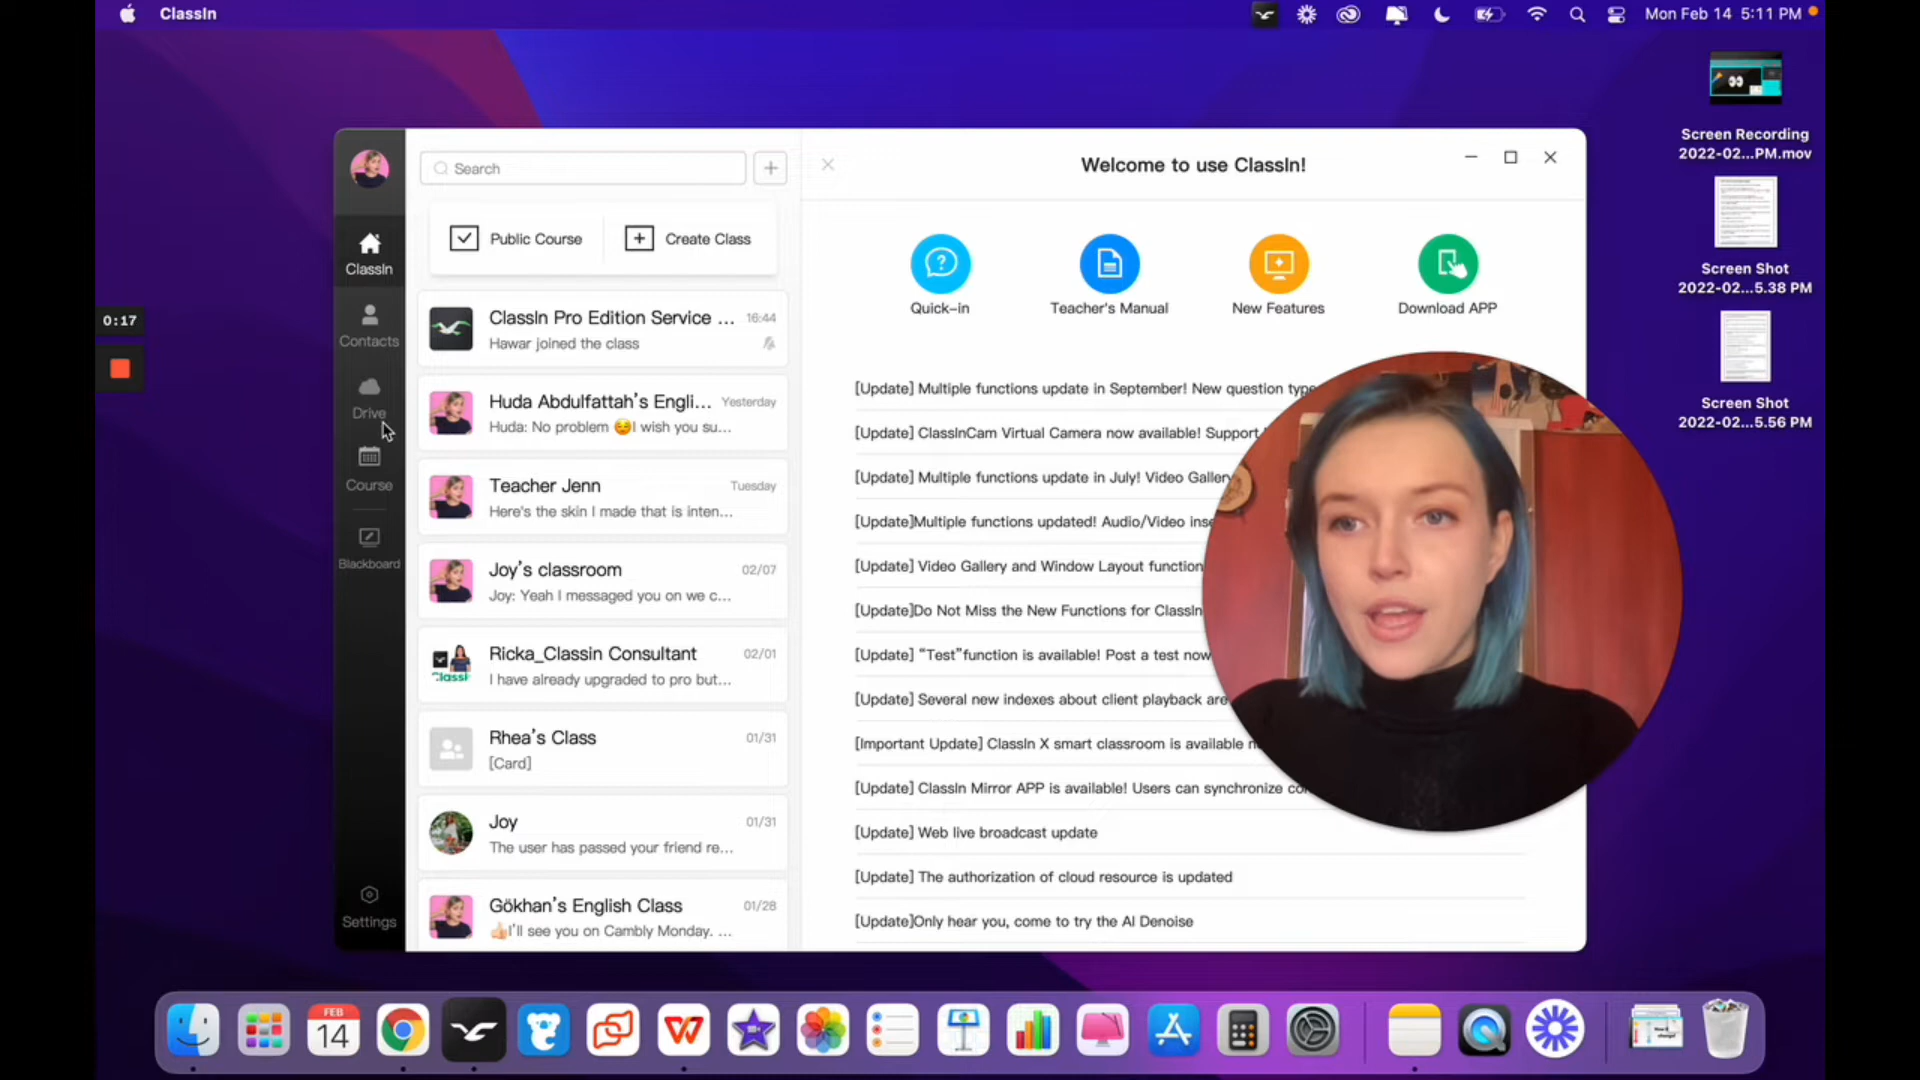 ClassIn
Mon Feb 14 5:11 PM
Screen Recording
2022-02...PM.mov
Screen Shot
2022-02...5.38 PM
Screen Shot
2022-02...5.56 PM
0:17
ClassIn
Contacts
Drive
Course
Blackboard
Settings
Search
Public Course
Create Class
ClassIn Pro Edition Service ...
16:44
Hawar joined the class
Huda Abdulfattah's Engli...
Yesterday
Huda: No problem 😊I wish you su...
Teacher Jenn
Tuesday
Here's the skin I made that is inten...
Joy's classroom
02/07
Joy: Yeah I messaged you on we c...
Ricka_Classin Consultant
02/01
I have already upgraded to pro but...
Rhea's Class
01/31
[Card]
Joy
01/31
The user has passed your friend re...
Gökhan's English Class
01/28
👍I'll see you on Cambly Monday. ...
Welcome to use ClassIn!
Quick-in
Teacher's Manual
New Features
Download APP
[Update] Multiple functions update in September! New question type
[Update] ClassInCam Virtual Camera now available! Support
[Update] Multiple functions update in July! Video Gallery
[Update]Multiple functions updated! Audio/Video inse
[Update] Video Gallery and Window Layout function
[Update]Do Not Miss the New Functions for ClassIn
[Update] "Test"function is available! Post a test now
[Update] Several new indexes about client playback are
[Important Update] ClassIn X smart classroom is available
[Update] ClassIn Mirror APP is available! Users can synchronize
[Update] Web live broadcast update
[Update] The authorization of cloud resource is updated
[Update]Only hear you, come to try the AI Denoise
FEB
14